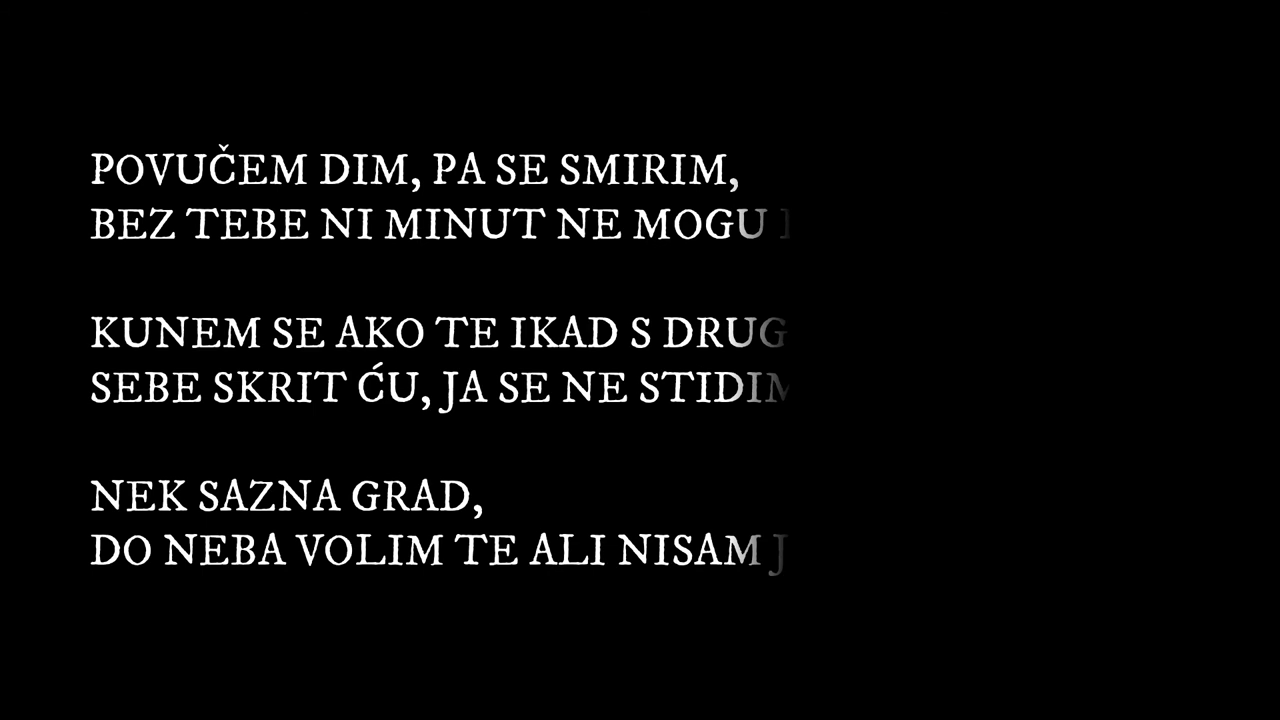 POVUČEM DIM, PA SE SMIRIM,
BEZ TEBE NI MINUT NE MOGU
KUNEM SE AKO TE IKAD S DRUG
SEBE SKRIT ĆU, JA SE NE STIDIM
NEK SAZNA GRAD,
DO NEBA VOLIM TE ALI NISAM J